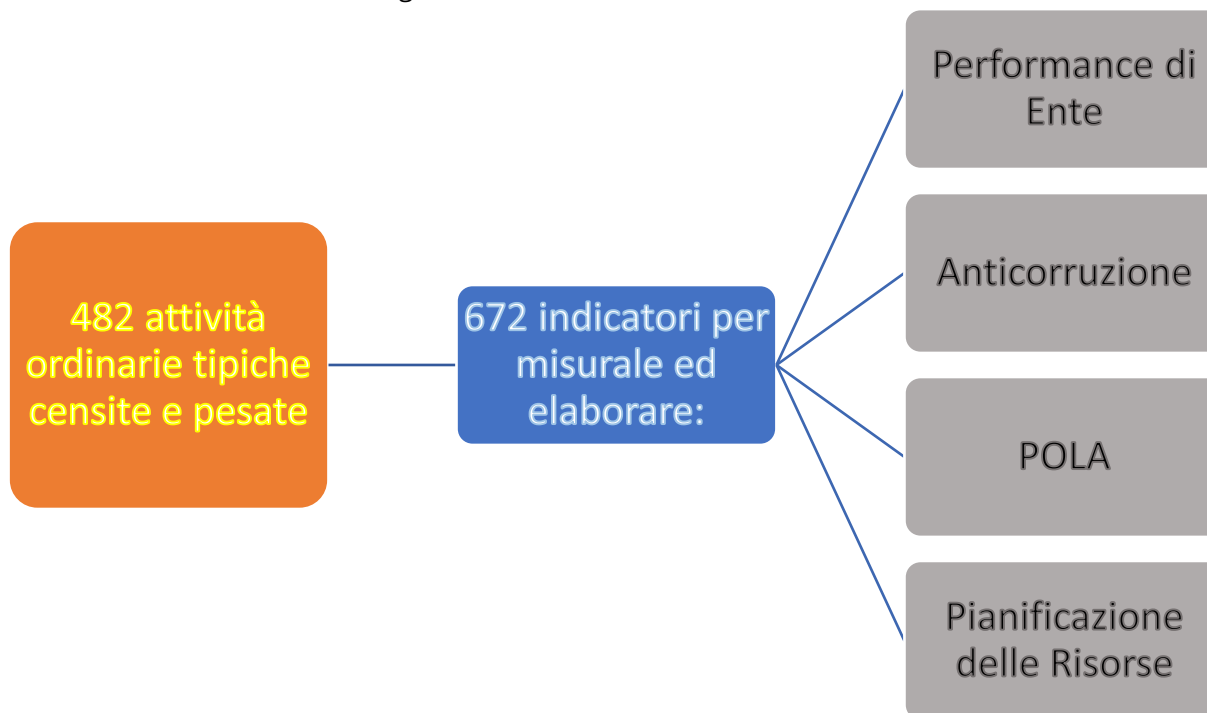 482 attività
ordinarie tipiche
censite e pesate
672 indicatori per
misurale ed
elaborare:
Performance di
Ente
Anticorruzione
POLA
Pianificazione
delle Risorse